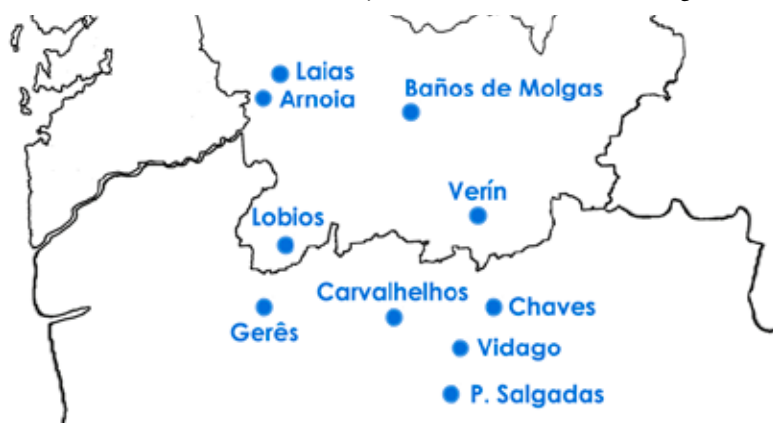 Laias
Arnoia
Baños de Molgas
Verín
Lobios
Carvalhelhos
Chaves
Gerês
Vidago
P. Salgadas